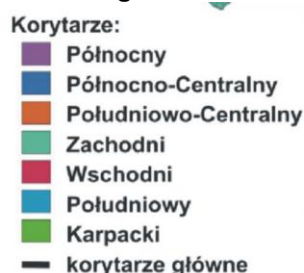 Korytarze:
Północny
Północno-Centralny
Południowo-Centralny
Zachodni
Wschodni
Południowy
Karpacki
korytarze główne